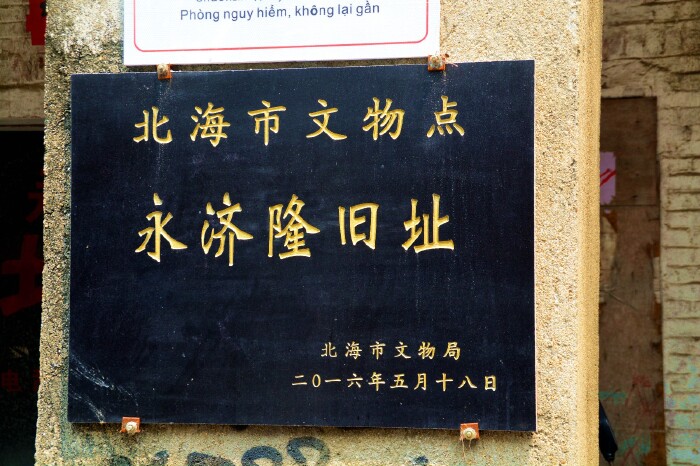 Phòng nguy hiểm, không lại gần
北海市文物点
永济隆旧址
北海市文物局
二〇一六年五月十八日